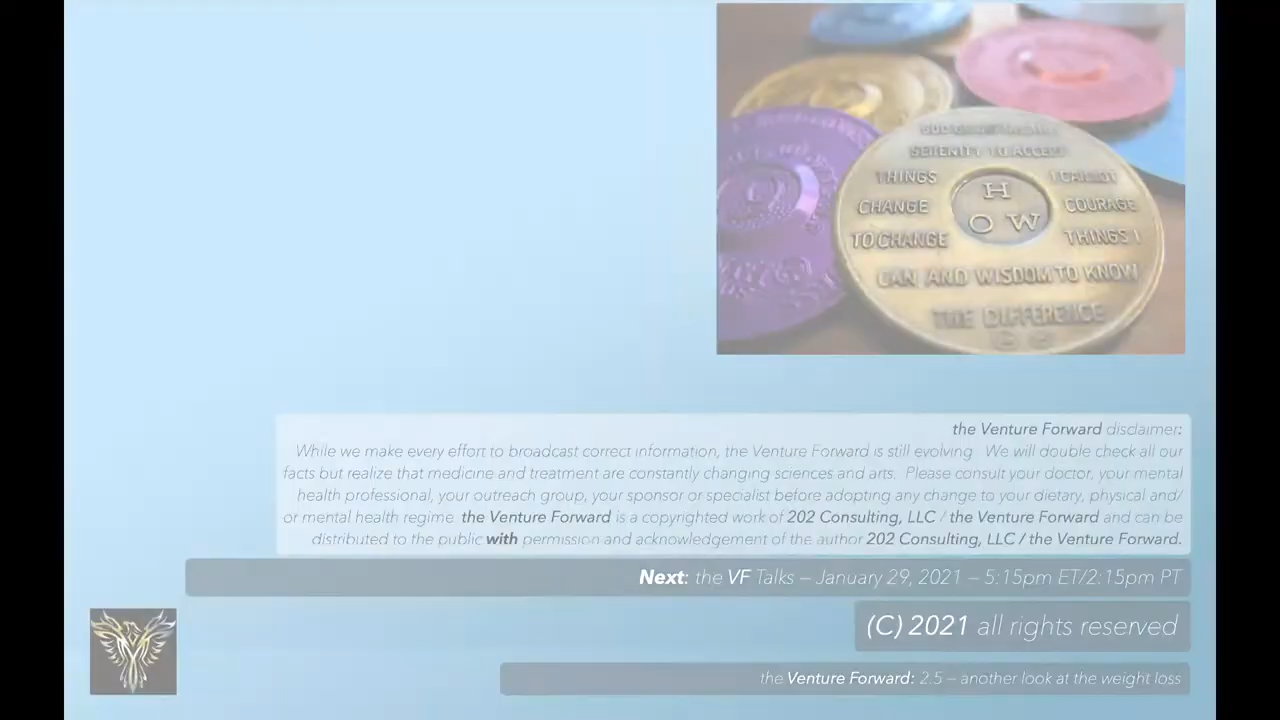 SERENITY TO ACCEPT
THINGS H I CANNOT
CHANGE O W COURAGE
TO CHANGE THINGS I
CAN AND WISDOM TO KNOW
THE DIFFERENCE
the Venture Forward disclaimer:
While we make every effort to broadcast correct information, the Venture Forward is still evolving. We will double check all our
facts but realize that medicine and treatment are constantly changing sciences and arts. Please consult your doctor, your mental
health professional, your outreach group, your sponsor or specialist before adopting any change to your dietary, physical and/
or mental health regime. the Venture Forward is a copyrighted work of 202 Consulting, LLC / the Venture Forward and can be
distributed to the public with permission and acknowledgement of the author 202 Consulting, LLC / the Venture Forward.
Next: the VF Talks – January 29, 2021 – 5:15pm ET/2:15pm PT
(C) 2021 all rights reserved
the Venture Forward: 2.5 – another look at the weight loss